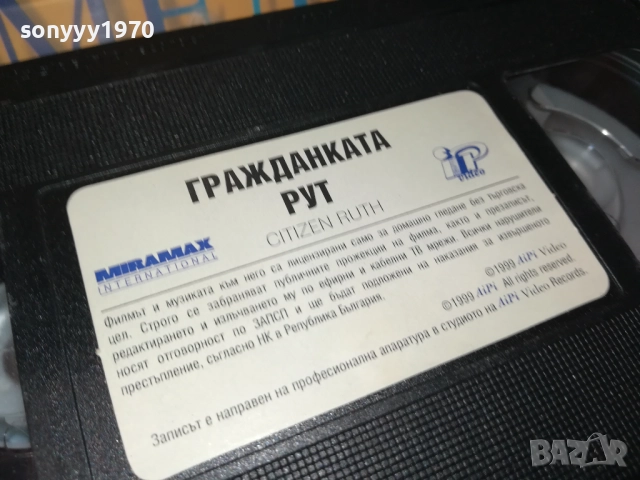 sonyyy1970
ГРАЖДАНКАТА
РУТ
CITIZEN RUTH
iP
video
MIRAMAX
INTERNATIONAL
Филмът и музиката към него са лицензирани само за домашно гледане без търговска
цел. Строго се забраняват публичните прожекции на филма, както и презаписът,
редактирането и излъчването му по ефирни и кабелни ТВ мрежи. Всички нарушители
носят отговорност по ЗАПСП и ще бъдат подложени на наказание за извършеното
престъпление, съгласно НК в Република България.
©1999 AiPi Video
©1999 AiPi All rights reserved.
Записът е направен на професионална апаратура в студиото на AiPi Video Records.
BAZAR